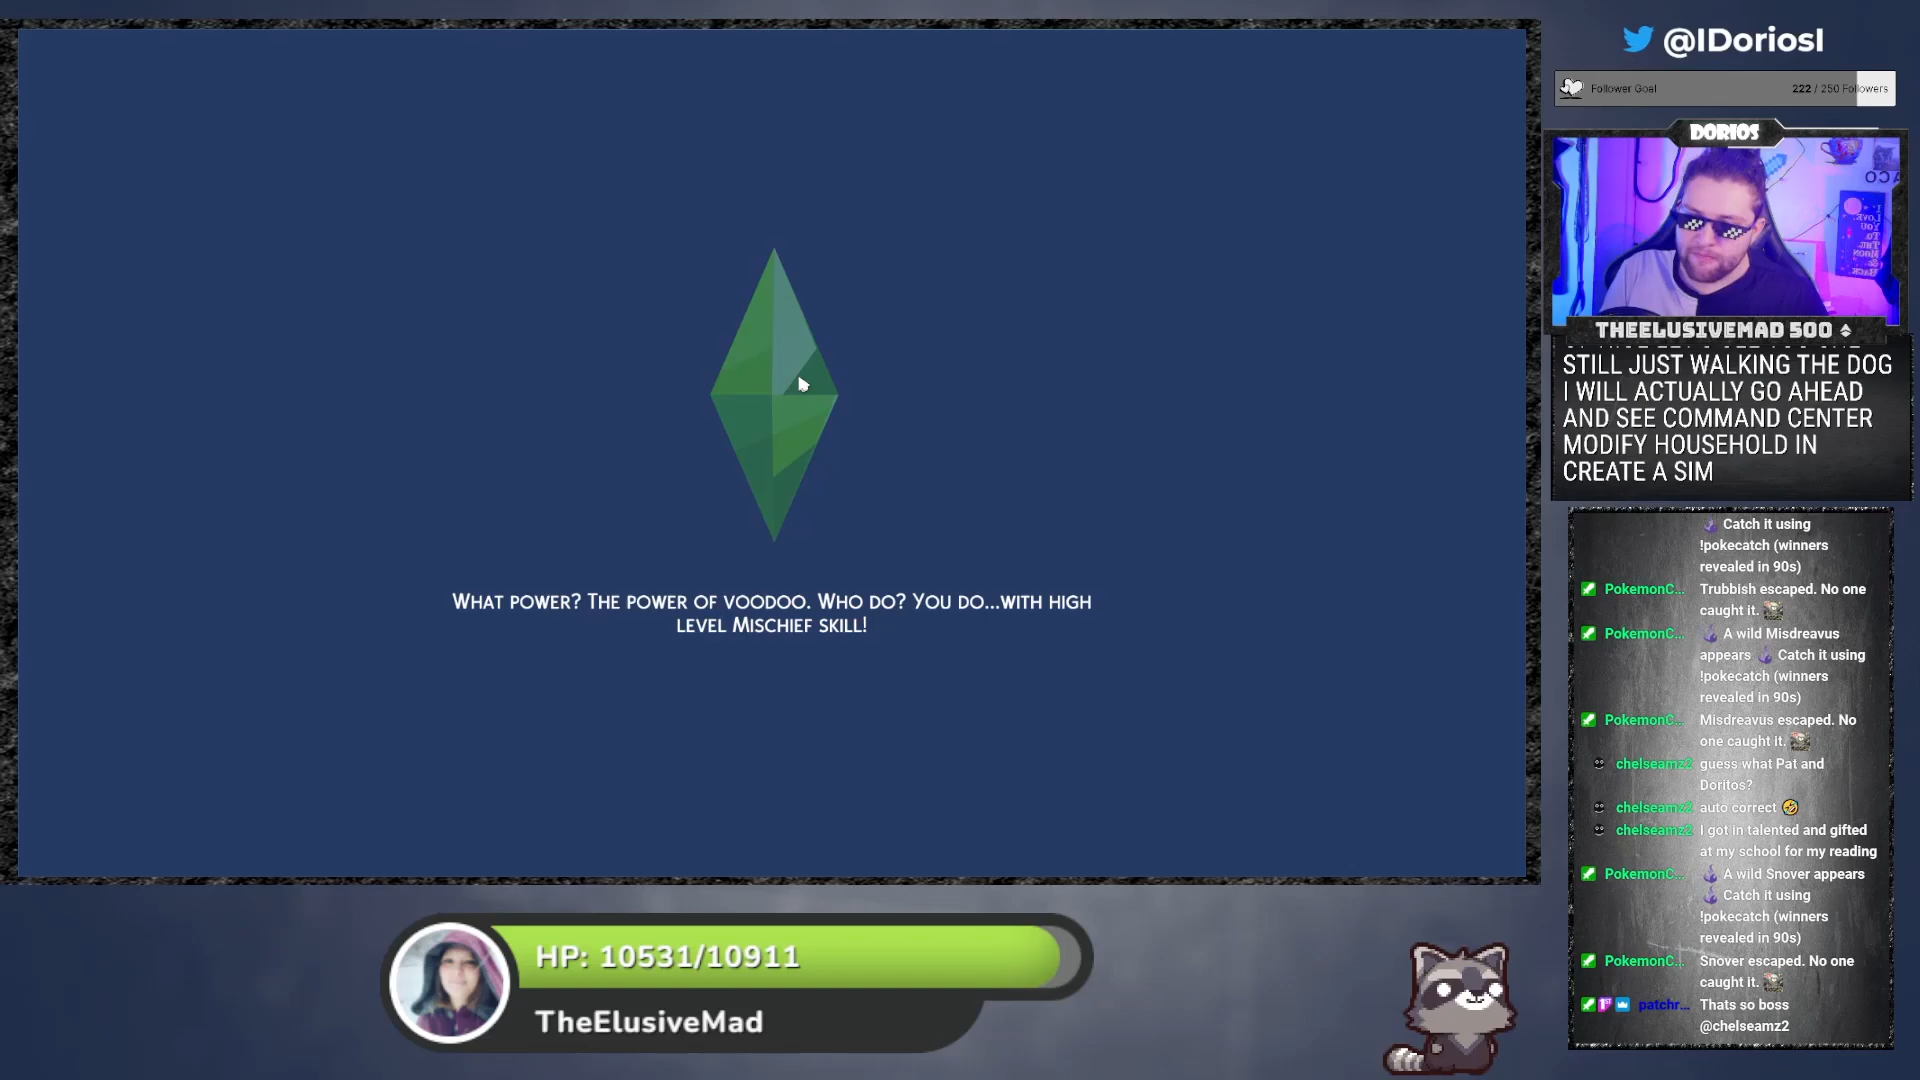 @IDoriosI
Follower Goal
222 / 250 Followers
DORIOS
THEELUSIVEMAD 500
STILL JUST WALKING THE DOG
I WILL ACTUALLY GO AHEAD
AND SEE COMMAND CENTER
MODIFY HOUSEHOLD IN
CREATE A SIM
WHAT POWER? THE POWER OF VOODOO. WHO DO? YOU DO...WITH HIGH
LEVEL MISCHIEF SKILL!
Catch it using
!pokecatch (winners
revealed in 90s)
PokemonC... Trubbish escaped. No one
caught it.
PokemonC... A wild Misdreavus
appears Catch it using
!pokecatch (winners
revealed in 90s)
PokemonC... Misdreavus escaped. No
one caught it.
chelseamz2 guess what Pat and
Doritos?
chelseamz2 auto correct 🤣
chelseamz2 I got in talented and gifted
at my school for my reading
PokemonC... A wild Snover appears
Catch it using
!pokecatch (winners
revealed in 90s)
PokemonC... Snover escaped. No one
caught it.
patchr... Thats so boss
@chelseamz2
HP: 10531/10911
TheElusiveMad